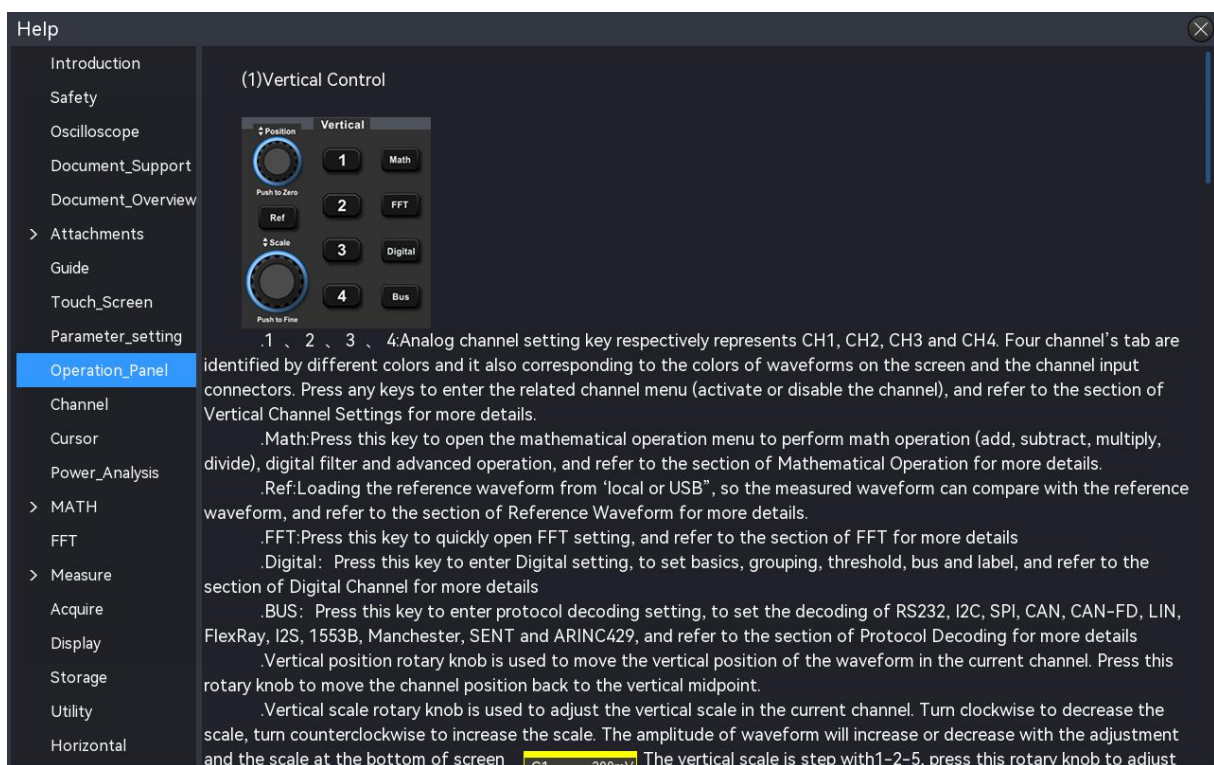 Help
Introduction
Safety
Oscilloscope
Document_Support
Document_Overview
> Attachments
Guide
Touch_Screen
Parameter_setting
Operation_Panel
Channel
Cursor
Power_Analysis
> MATH
FFT
> Measure
Acquire
Display
Storage
Utility
Horizontal
(1)Vertical Control
Position
Vertical
1
Math
Push to Zero
2
FFT
Ref
Scale
3
Digital
4
Bus
Push to Fine
.1 、 2 、 3 、 4:Analog channel setting key respectively represents CH1, CH2, CH3 and CH4. Four channel's tab are
identified by different colors and it also corresponding to the colors of waveforms on the screen and the channel input
connectors. Press any keys to enter the related channel menu (activate or disable the channel), and refer to the section of
Vertical Channel Settings for more details.
.Math:Press this key to open the mathematical operation menu to perform math operation (add, subtract, multiply,
divide), digital filter and advanced operation, and refer to the section of Mathematical Operation for more details.
.Ref:Loading the reference waveform from ‘local or USB”, so the measured waveform can compare with the reference
waveform, and refer to the section of Reference Waveform for more details.
.FFT:Press this key to quickly open FFT setting, and refer to the section of FFT for more details
.Digital：Press this key to enter Digital setting, to set basics, grouping, threshold, bus and label, and refer to the
section of Digital Channel for more details
.BUS：Press this key to enter protocol decoding setting, to set the decoding of RS232, I2C, SPI, CAN, CAN-FD, LIN,
FlexRay, I2S, 1553B, Manchester, SENT and ARINC429, and refer to the section of Protocol Decoding for more details
.Vertical position rotary knob is used to move the vertical position of the waveform in the current channel. Press this
rotary knob to move the channel position back to the vertical midpoint.
.Vertical scale rotary knob is used to adjust the vertical scale in the current channel. Turn clockwise to decrease the
scale, turn counterclockwise to increase the scale. The amplitude of waveform will increase or decrease with the adjustment
and the scale at the bottom of screen The vertical scale is step with1-2-5, press this rotary knob to adjust